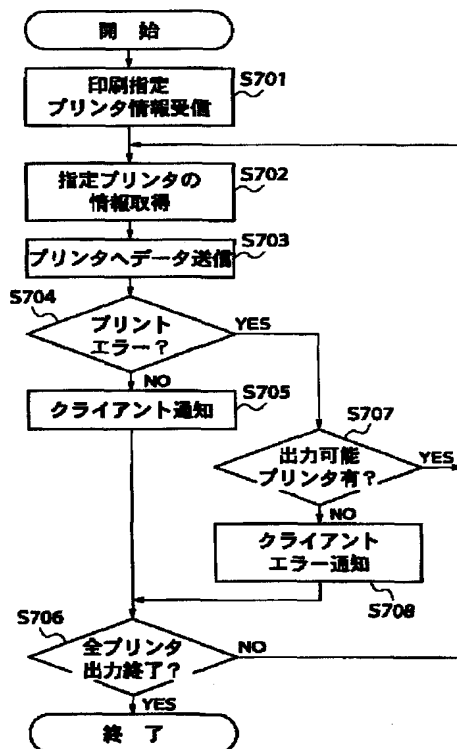 開　始
印刷指定
プリンタ情報受信
S701
指定プリンタの
情報取得
S702
プリンタへデータ送信
S703
S704
プリント
エラー？
YES
NO
クライアント通知
S705
S707
出力可能
プリンタ有？
YES
NO
クライアント
エラー通知
S708
S706
全プリンタ
出力終了？
NO
YES
終　了